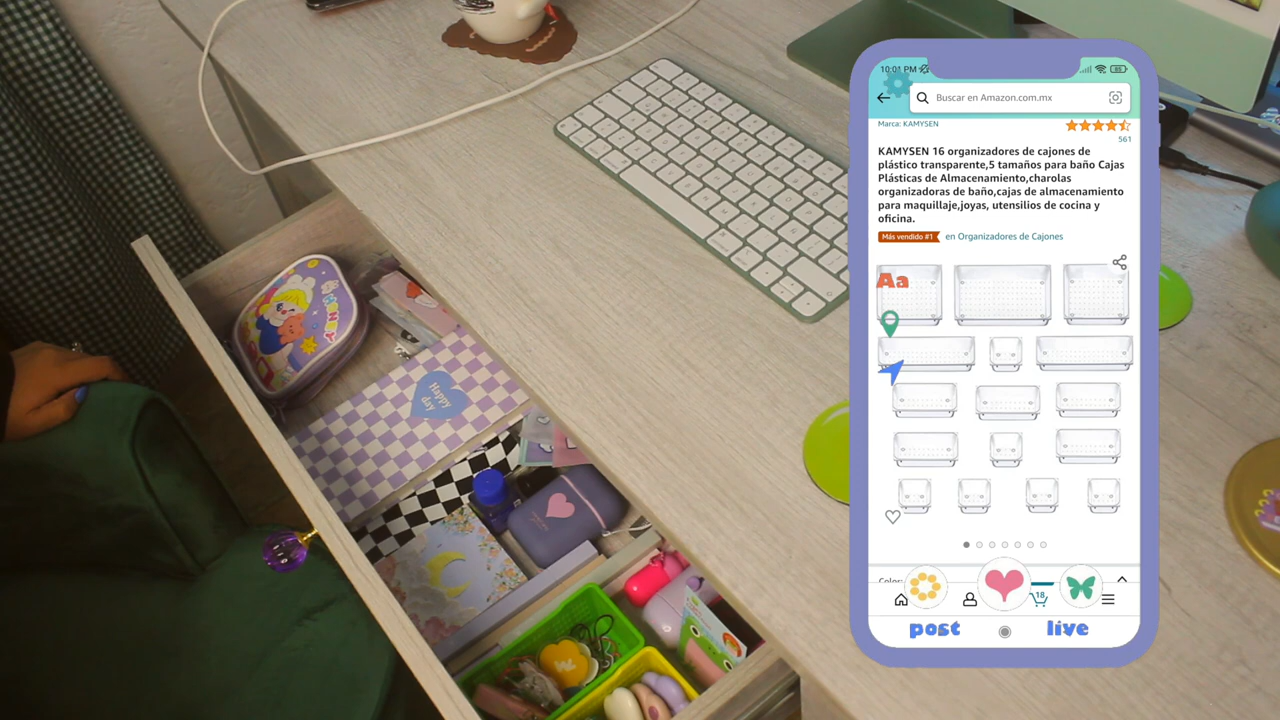 10:01 PM
Buscar en Amazon.com.mx
Marca: KAMYSEN
561
KAMYSEN 16 organizadores de cajones de
plástico transparente,5 tamaños para baño Cajas
Plásticas de Almacenamiento,charolas
organizadoras de baño,cajas de almacenamiento
para maquillaje,joyas, utensilios de cocina y
oficina.
Más vendido #1 en Organizadores de Cajones
Aa
Color:
18
post
live
Happy
day